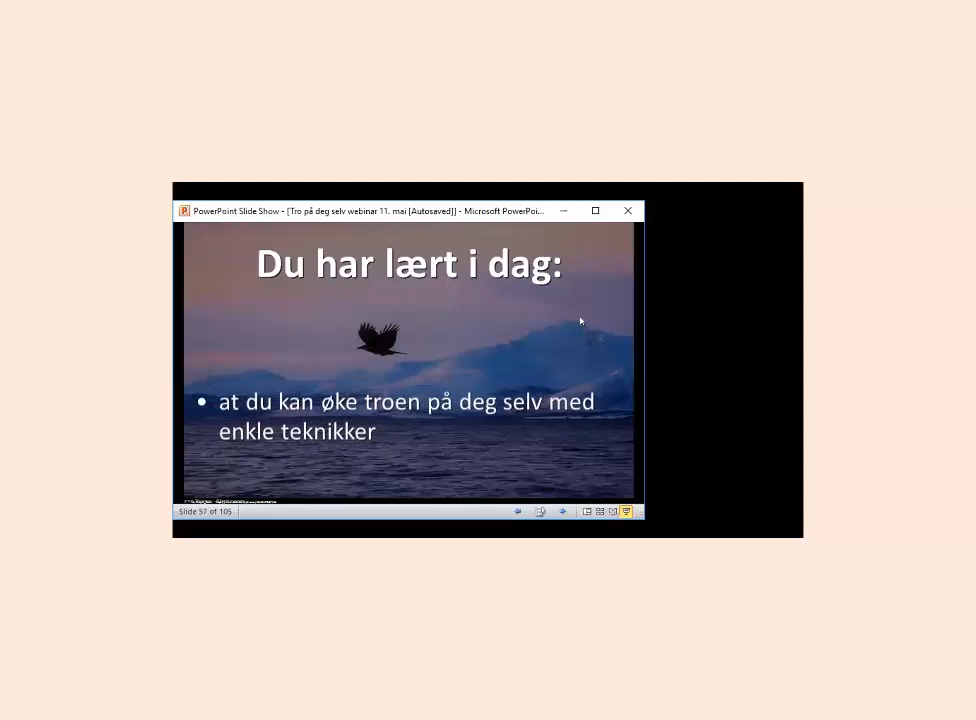 PowerPoint Slide Show - [Tro på deg selv webinar 11. mai [Autosaved]] - Microsoft PowerPoi...
Du har lært i dag:
• at du kan øke troen på deg selv med
enkle teknikker
Slide 57 of 105